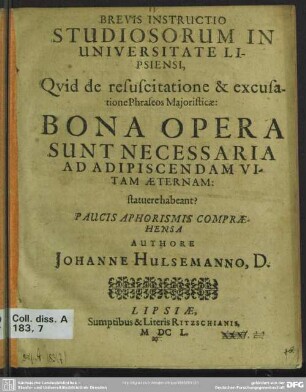 BREVIS INSTRUCTIO
STUDIOSORUM IN
UNIVERSITATE LI-
PSIENSI,
Qvid de resuscitatione & excusa-
tione Phraseos Majoristicæ:
BONA OPERA
SUNT NECESSARIA
AD ADIPISCENDAM VI-
TAM ÆTERNAM:
statuere habeant?
PAUCIS APHORISMIS COMPRÆ-
HENSA
AUTHORE
JOHANNE HULSEMANNO, D.
LIPSIÆ,
Sumptibus & Literis RITZSCHIANIS,
M DC L.
Coll. diss. A
183, 7